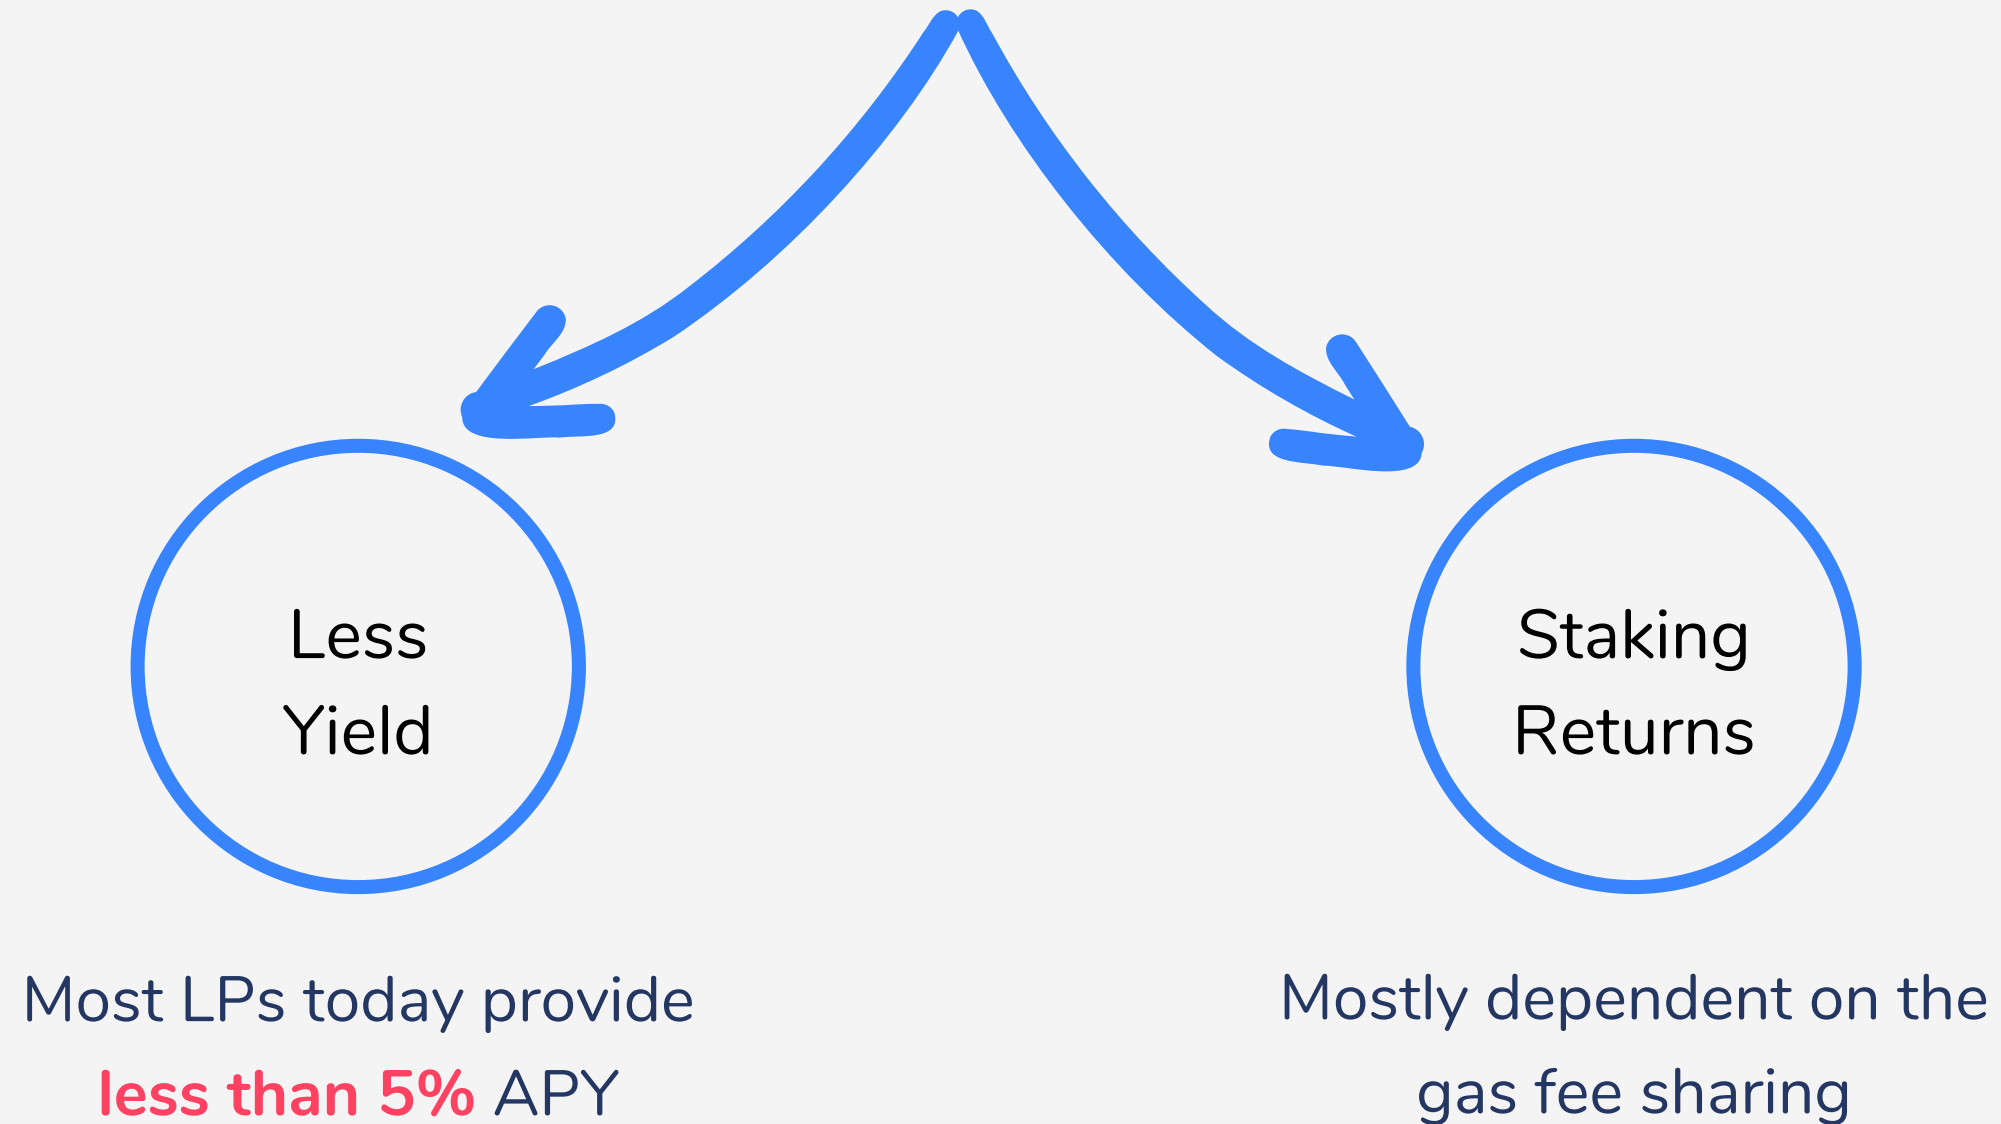 Less
Yield
Staking
Returns
Most LPs today provide
less than 5% APY
Mostly dependent on the
gas fee sharing